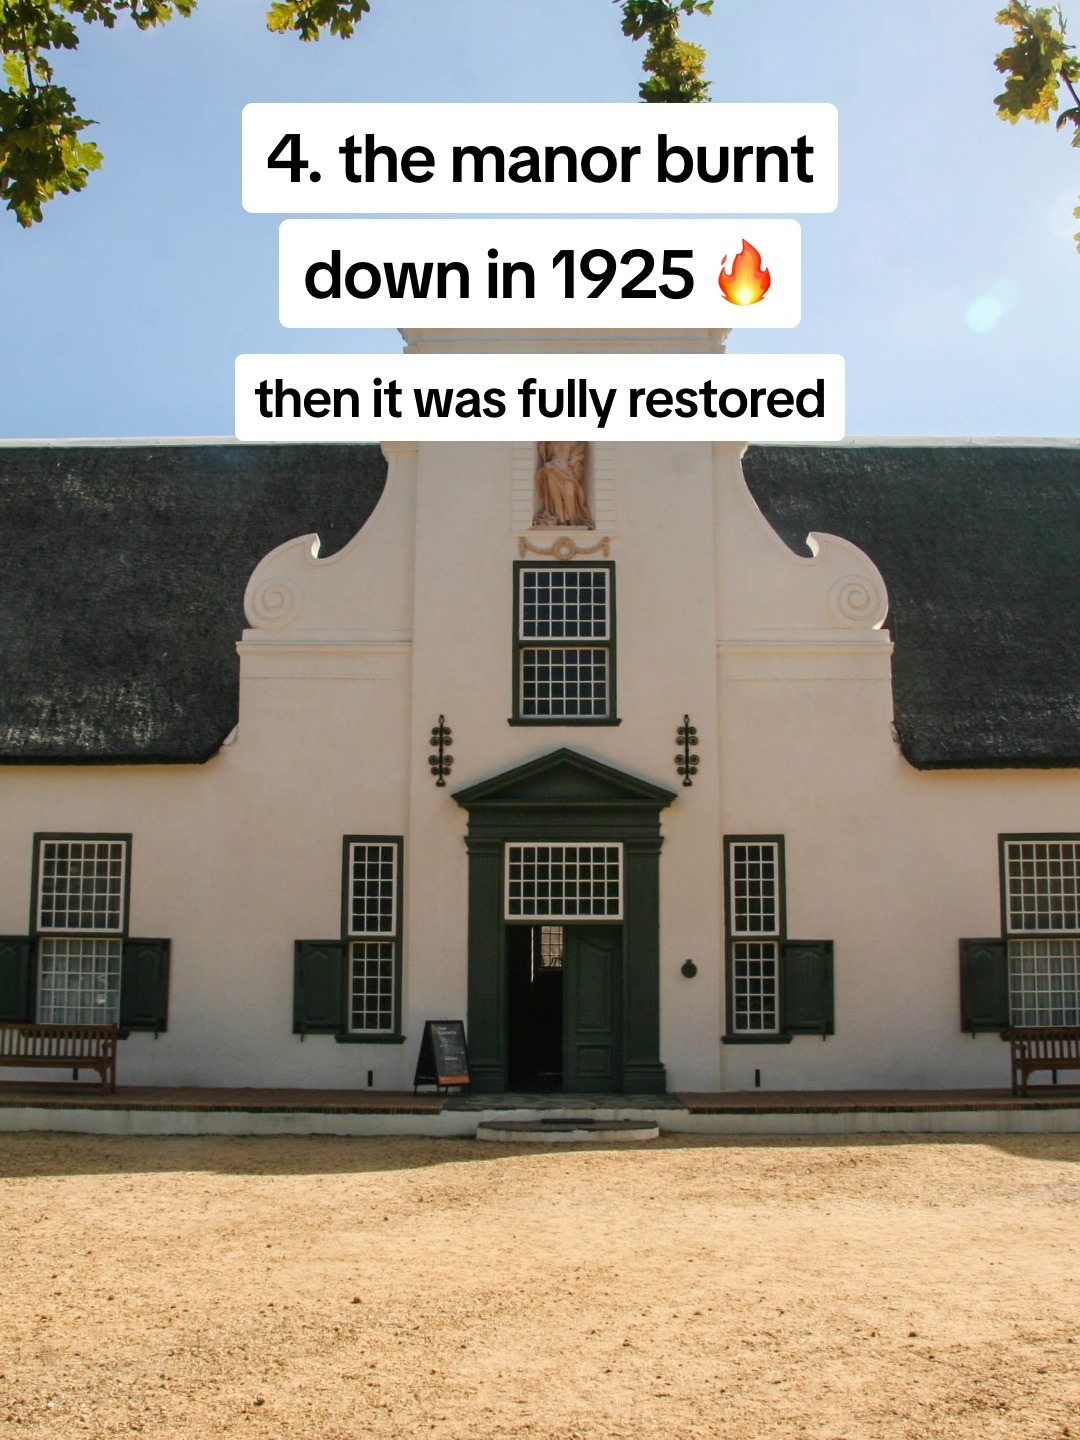 4. the manor burnt
down in 1925 🔥
then it was fully restored